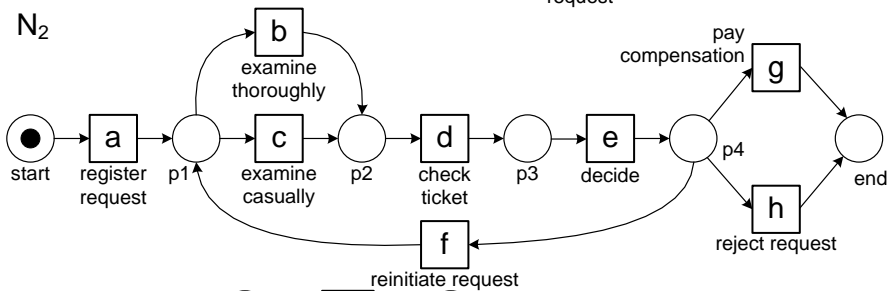 request
N2
b
examine
thoroughly
pay
compensation
g
a
c
d
e
start
register
request
p1
examine
casually
p2
check
ticket
p3
decide
p4
end
h
reject request
f
reinitiate request